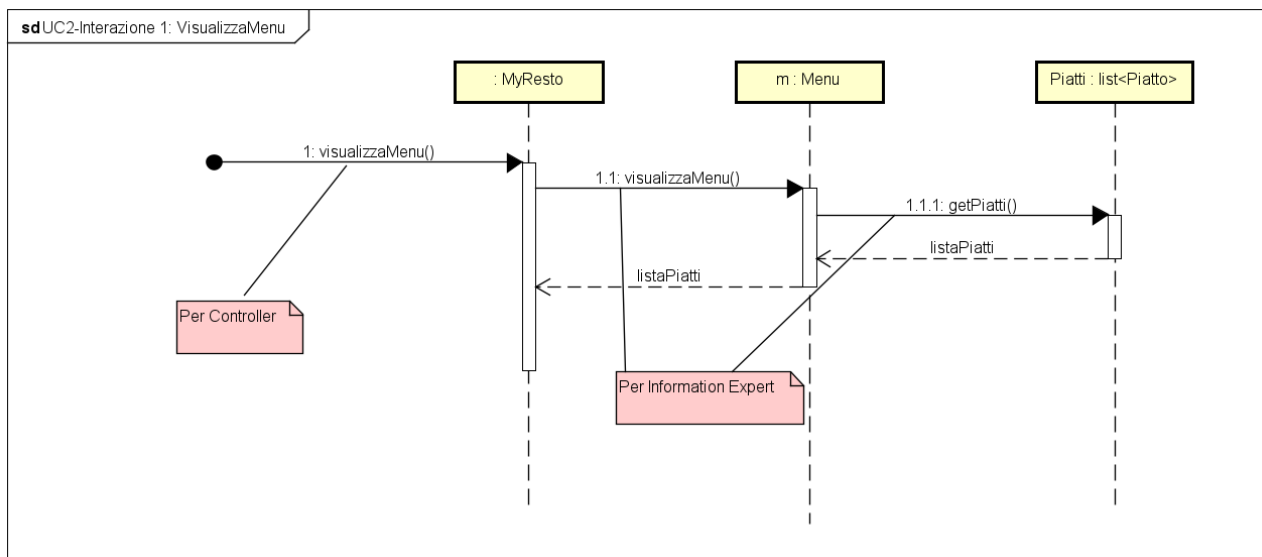 sd UC2-Interazione 1: VisualizzaMenu
: MyResto
m : Menu
Piatti : list<Piatto>
1: visualizzaMenu()
1.1: visualizzaMenu()
1.1.1: getPiatti()
listaPiatti
listaPiatti
Per Controller
Per Information Expert